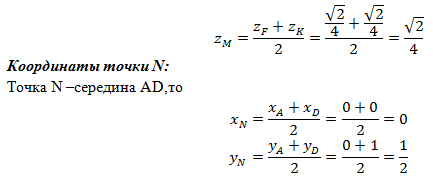 z_M = (z_F + z_K)/2 = (√2/4 + √2/4)/2 = √2/4
Координаты точки N:
Точка N –середина AD,то
x_N = (x_A + x_D)/2 = (0 + 0)/2 = 0
y_N = (y_A + y_D)/2 = (0 + 1)/2 = 1/2